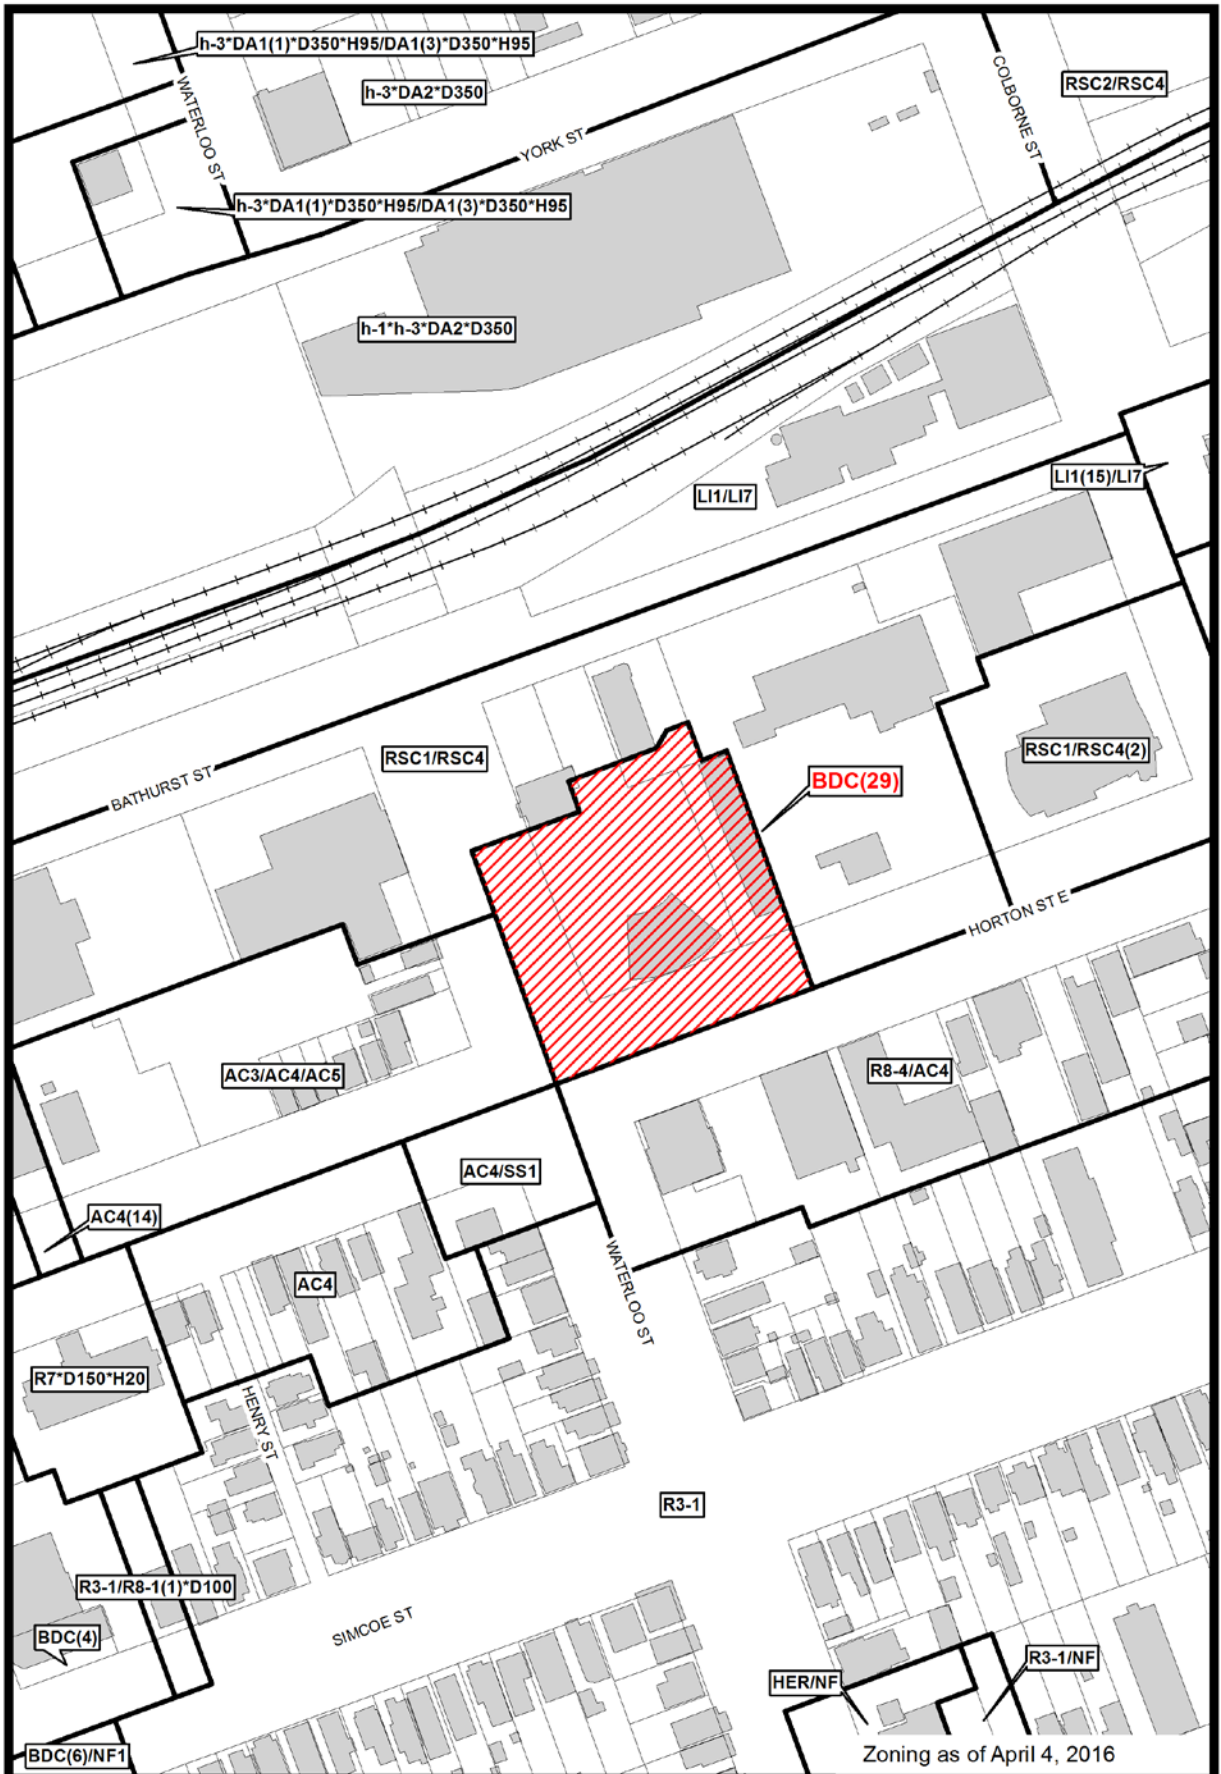 h-3*DA1(1)*D350*H95/DA1(3)*D350*H95
h-3*DA2*D350
RSC2/RSC4
WATERLOO ST
COLBORNE ST
YORK ST
h-3*DA1(1)*D350*H95/DA1(3)*D350*H95
h-1*h-3*DA2*D350
LI1(15)/LI7
LI1/LI7
RSC1/RSC4
RSC1/RSC4(2)
BDC(29)
BATHURST ST
HORTON ST E
AC3/AC4/AC5
R8-4/AC4
AC4/SS1
AC4(14)
AC4
WATERLOO ST
R7*D150*H20
HENRY ST
R3-1
R3-1/R8-1(1)*D100
SIMCOE ST
BDC(4)
R3-1/NF
HER/NF
BDC(6)/NF1
Zoning as of April 4, 2016